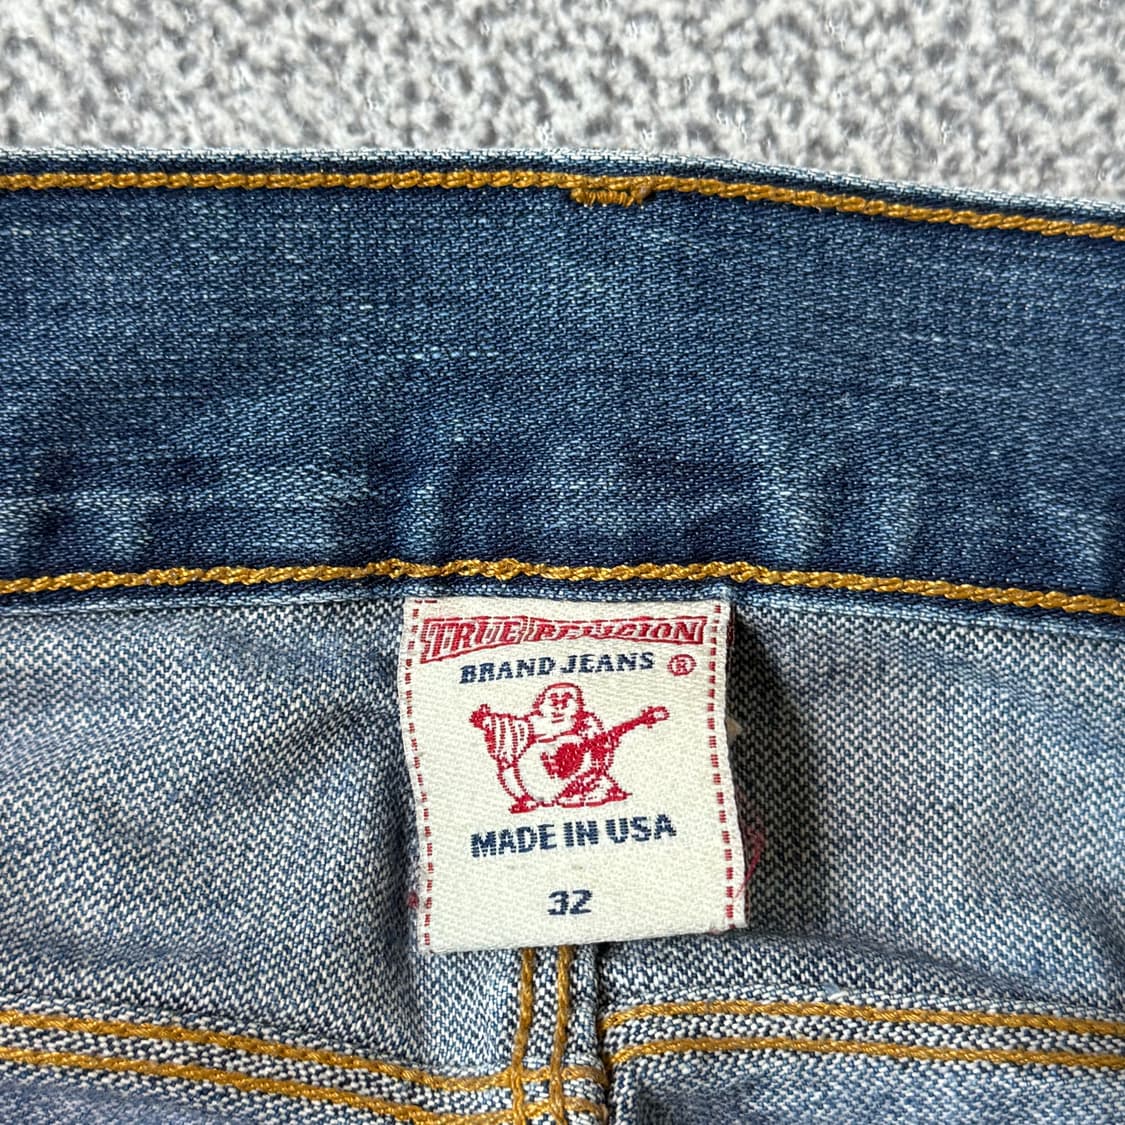 TRUE RELIGION
BRAND JEANS ®
MADE IN USA
32